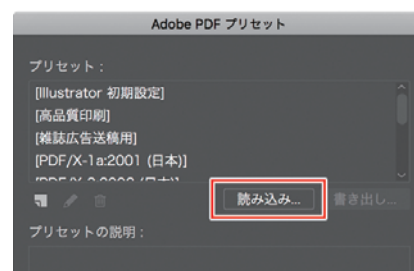 Adobe PDF プリセット
プリセット：
[Illustrator 初期設定]
[高品質印刷]
[雑誌広告送稿用]
[PDF/X-1a:2001 (日本)]
読み込み...
書き出し...
プリセットの説明：